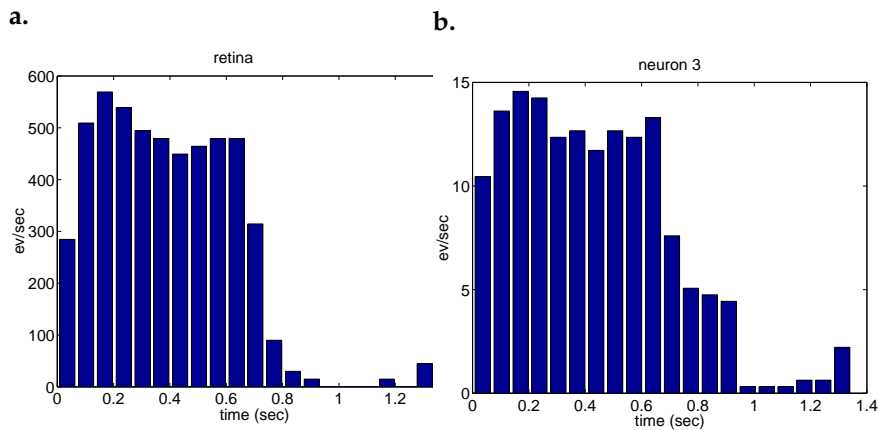 a.
retina
600
500
400
300
200
100
0
ev/sec
0 0.2 0.4 0.6 0.8 1 1.2
time (sec)
b.
neuron 3
15
10
5
0
ev/sec
0 0.2 0.4 0.6 0.8 1 1.2 1.4
time (sec)